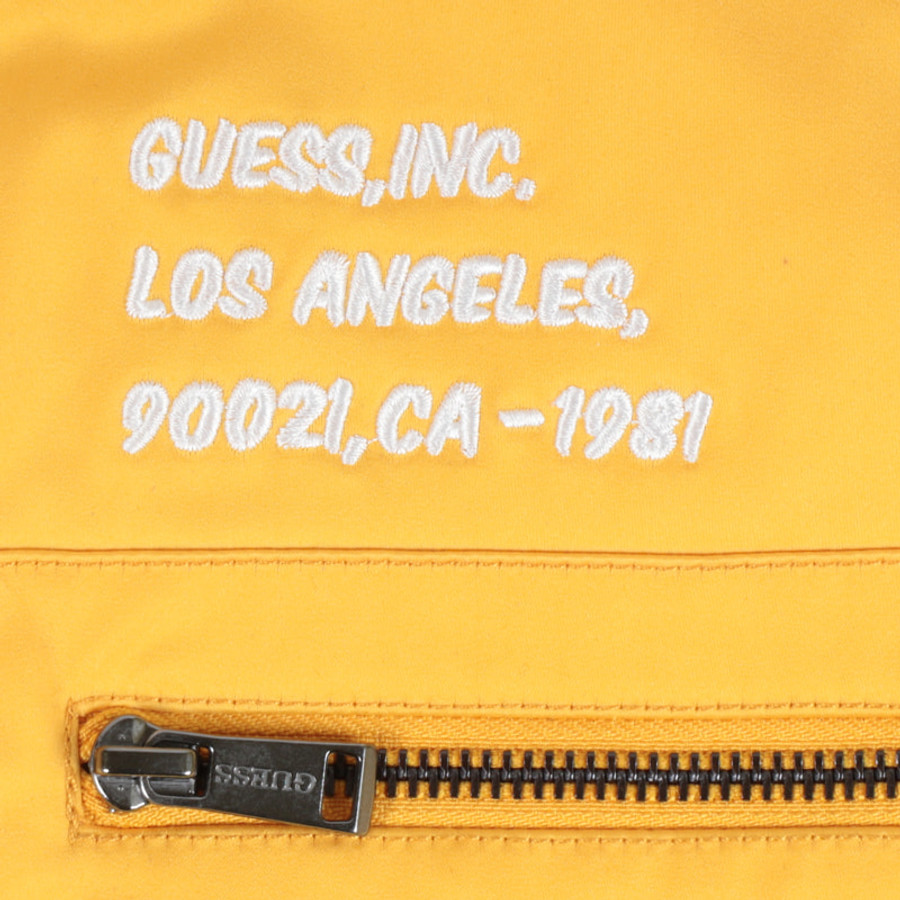 GUESS,INC.
LOS ANGELES,
90021,CA - 1981
GUESS